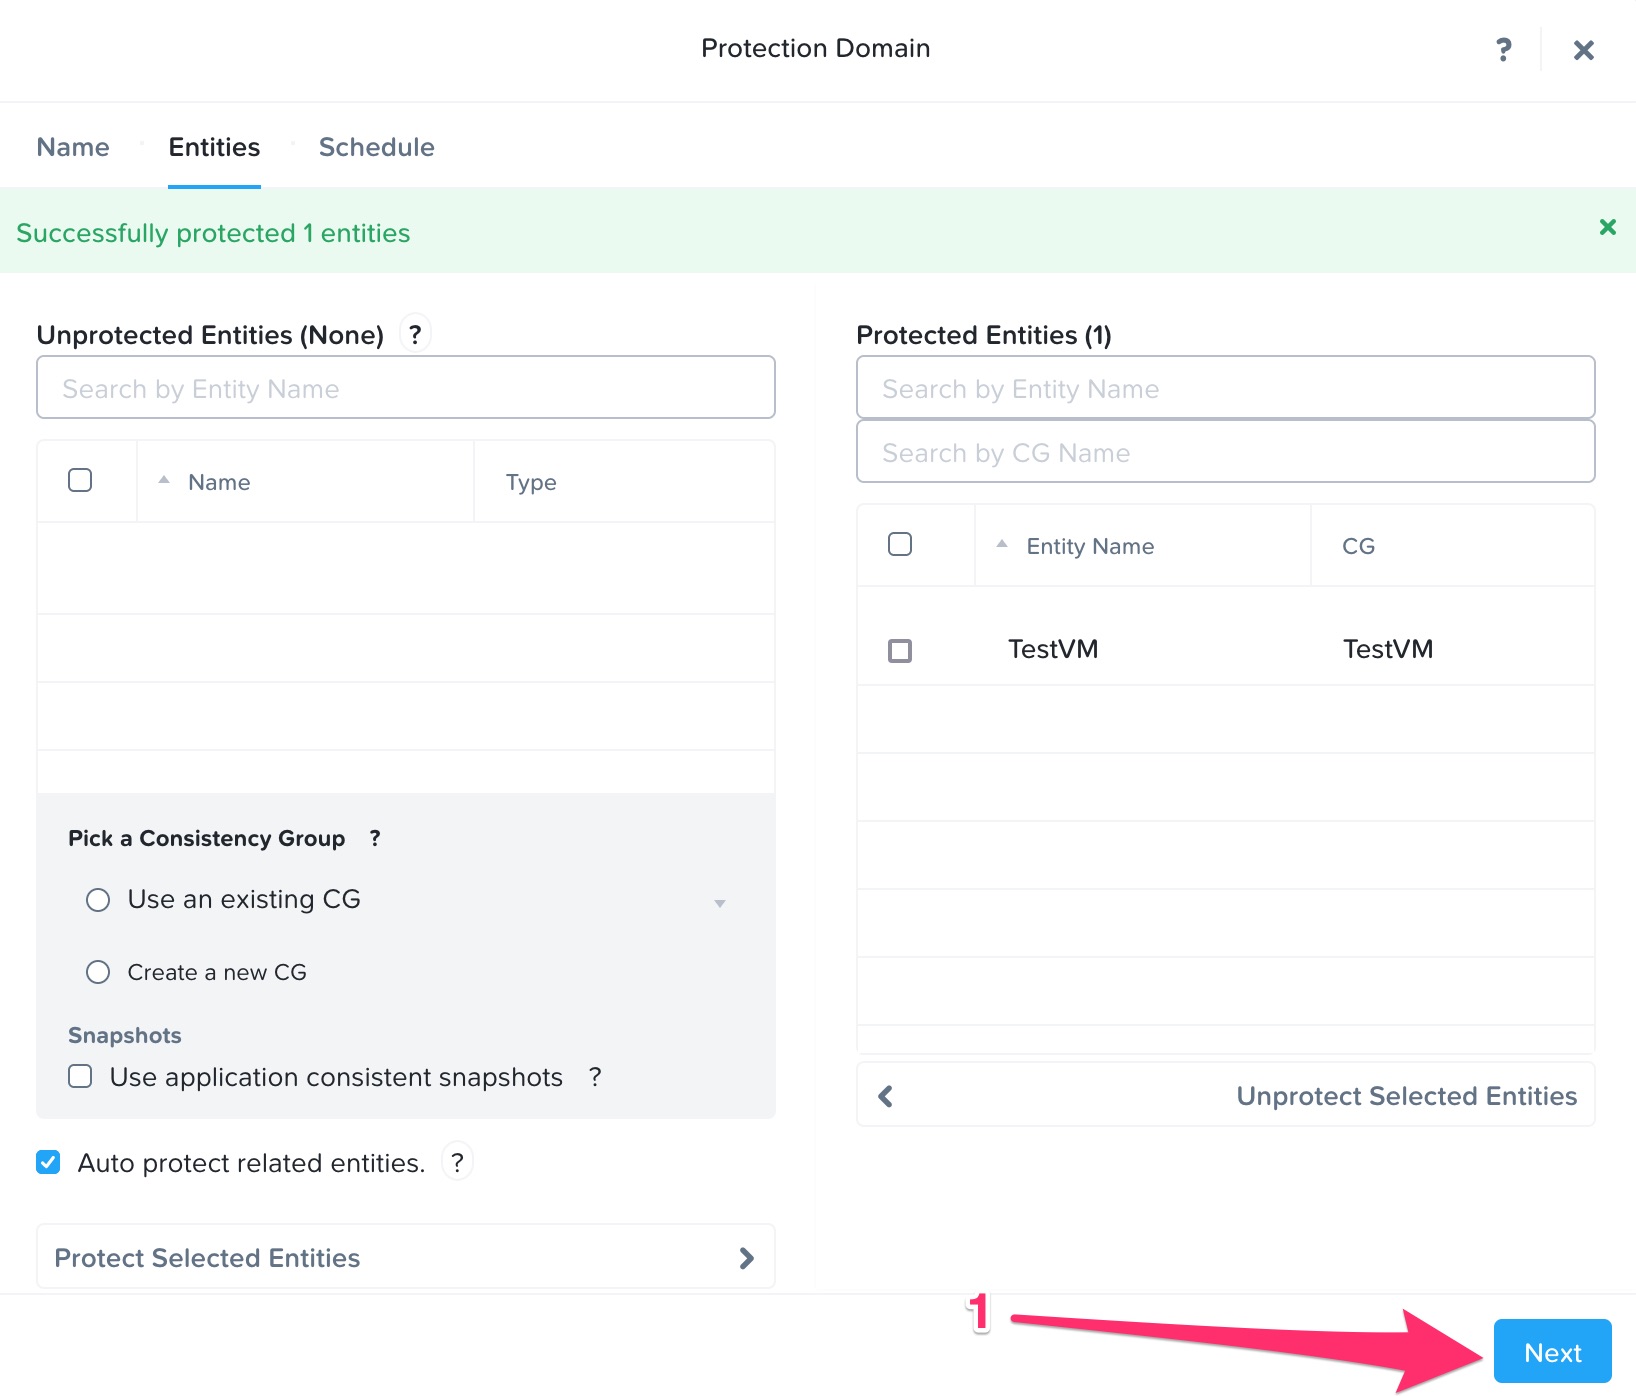 Protection Domain
?
Name
Entities
Schedule
Successfully protected 1 entities
Unprotected Entities (None) ?
Search by Entity Name
Name
Type
Pick a Consistency Group ?
Use an existing CG
Create a new CG
Snapshots
Use application consistent snapshots ?
Auto protect related entities. ?
Protect Selected Entities
Protected Entities (1)
Search by Entity Name
Search by CG Name
Entity Name
CG
TestVM
TestVM
Unprotect Selected Entities
1
Next